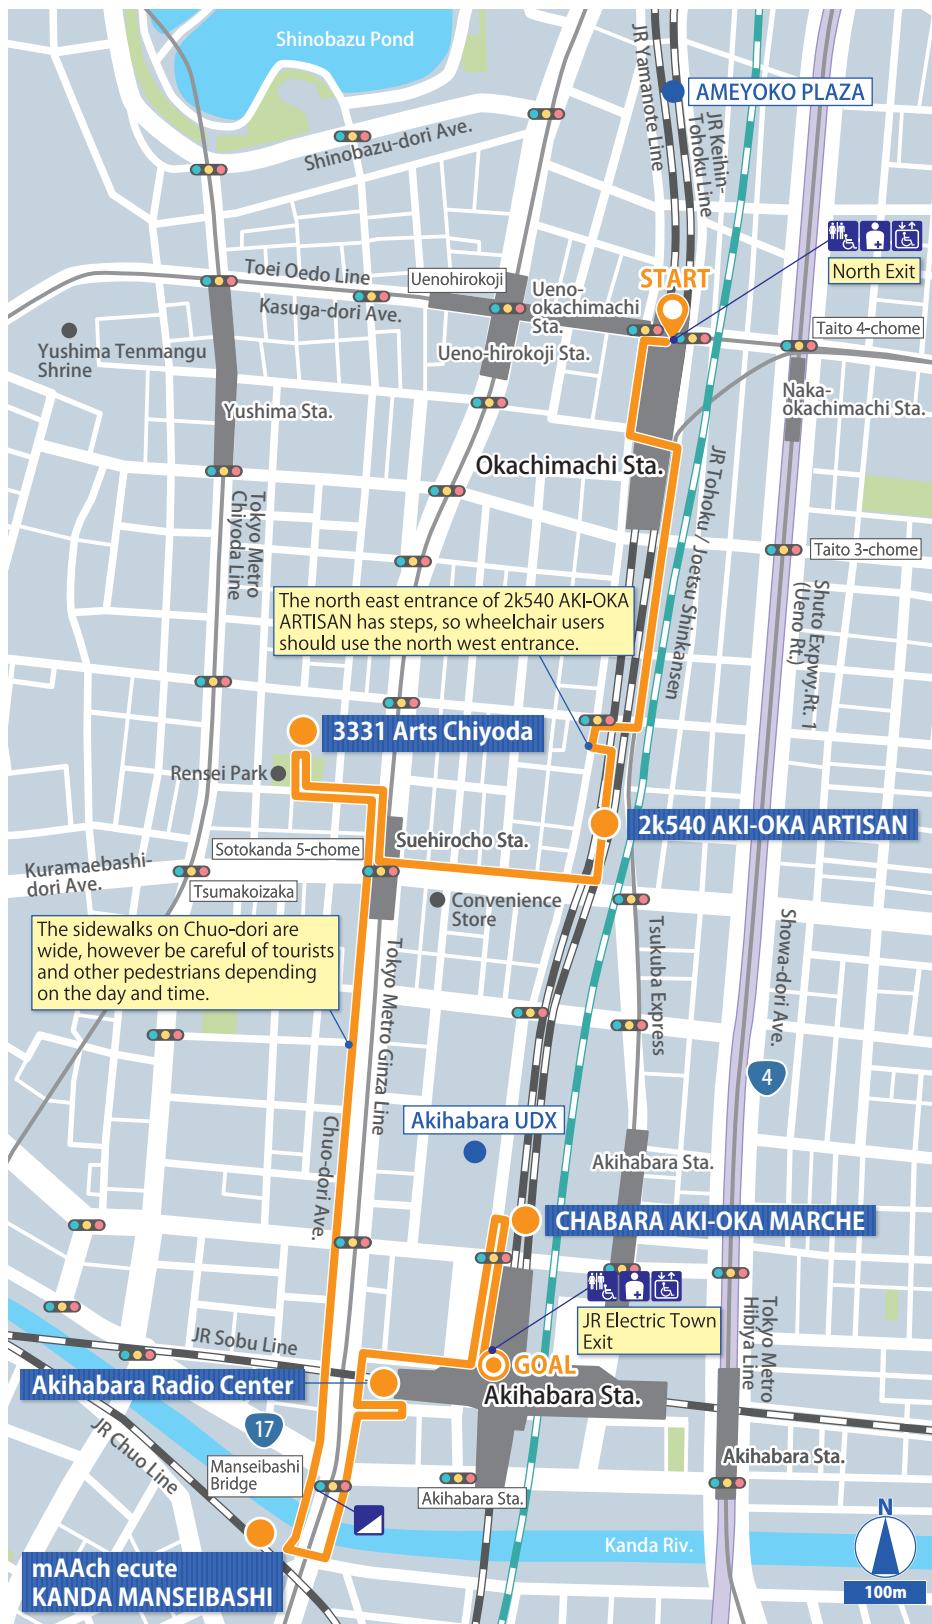 Shinobazu Pond
Shinobazu-dori Ave.
JR Yamanote Line
AMEYOKO PLAZA
JR Keihin-
Tohoku Line
North Exit
START
Toei Oedo Line
Kasuga-dori Ave.
Uenohirokoji
Ueno-
okachimachi
Sta.
Ueno-hirokoji Sta.
Taito 4-chome
Yushima Tenmangu
Shrine
Yushima Sta.
Naka-
okachimachi Sta.
Okachimachi Sta.
Tokyo Metro
Chiyoda Line
JR Tohoku / Joetsu Shinkansen
Taito 3-chome
Shuto Expwy.Rt. 1
(Ueno Rt.)
The north east entrance of 2k540 AKI-OKA
ARTISAN has steps, so wheelchair users
should use the north west entrance.
3331 Arts Chiyoda
Rensei Park
2k540 AKI-OKA ARTISAN
Suehirocho Sta.
Sotokanda 5-chome
Kuramaebashi-
dori Ave.
Tsumakoizaka
Convenience
Store
The sidewalks on Chuo-dori are
wide, however be careful of tourists
and other pedestrians depending
on the day and time.
Tokyo Metro Ginza Line
Tsukuba Express
Showa-dori Ave.
4
Chuo-dori Ave.
Akihabara UDX
Akihabara Sta.
CHABARA AKI-OKA MARCHE
JR Electric Town
Exit
Tokyo Metro
Hibiya Line
JR Sobu Line
GOAL
Akihabara Radio Center
Akihabara Sta.
17
JR Chuo Line
Manseibashi
Bridge
Akihabara Sta.
Akihabara Sta.
Kanda Riv.
mAAch ecute
KANDA MANSEIBASHI
N
100m